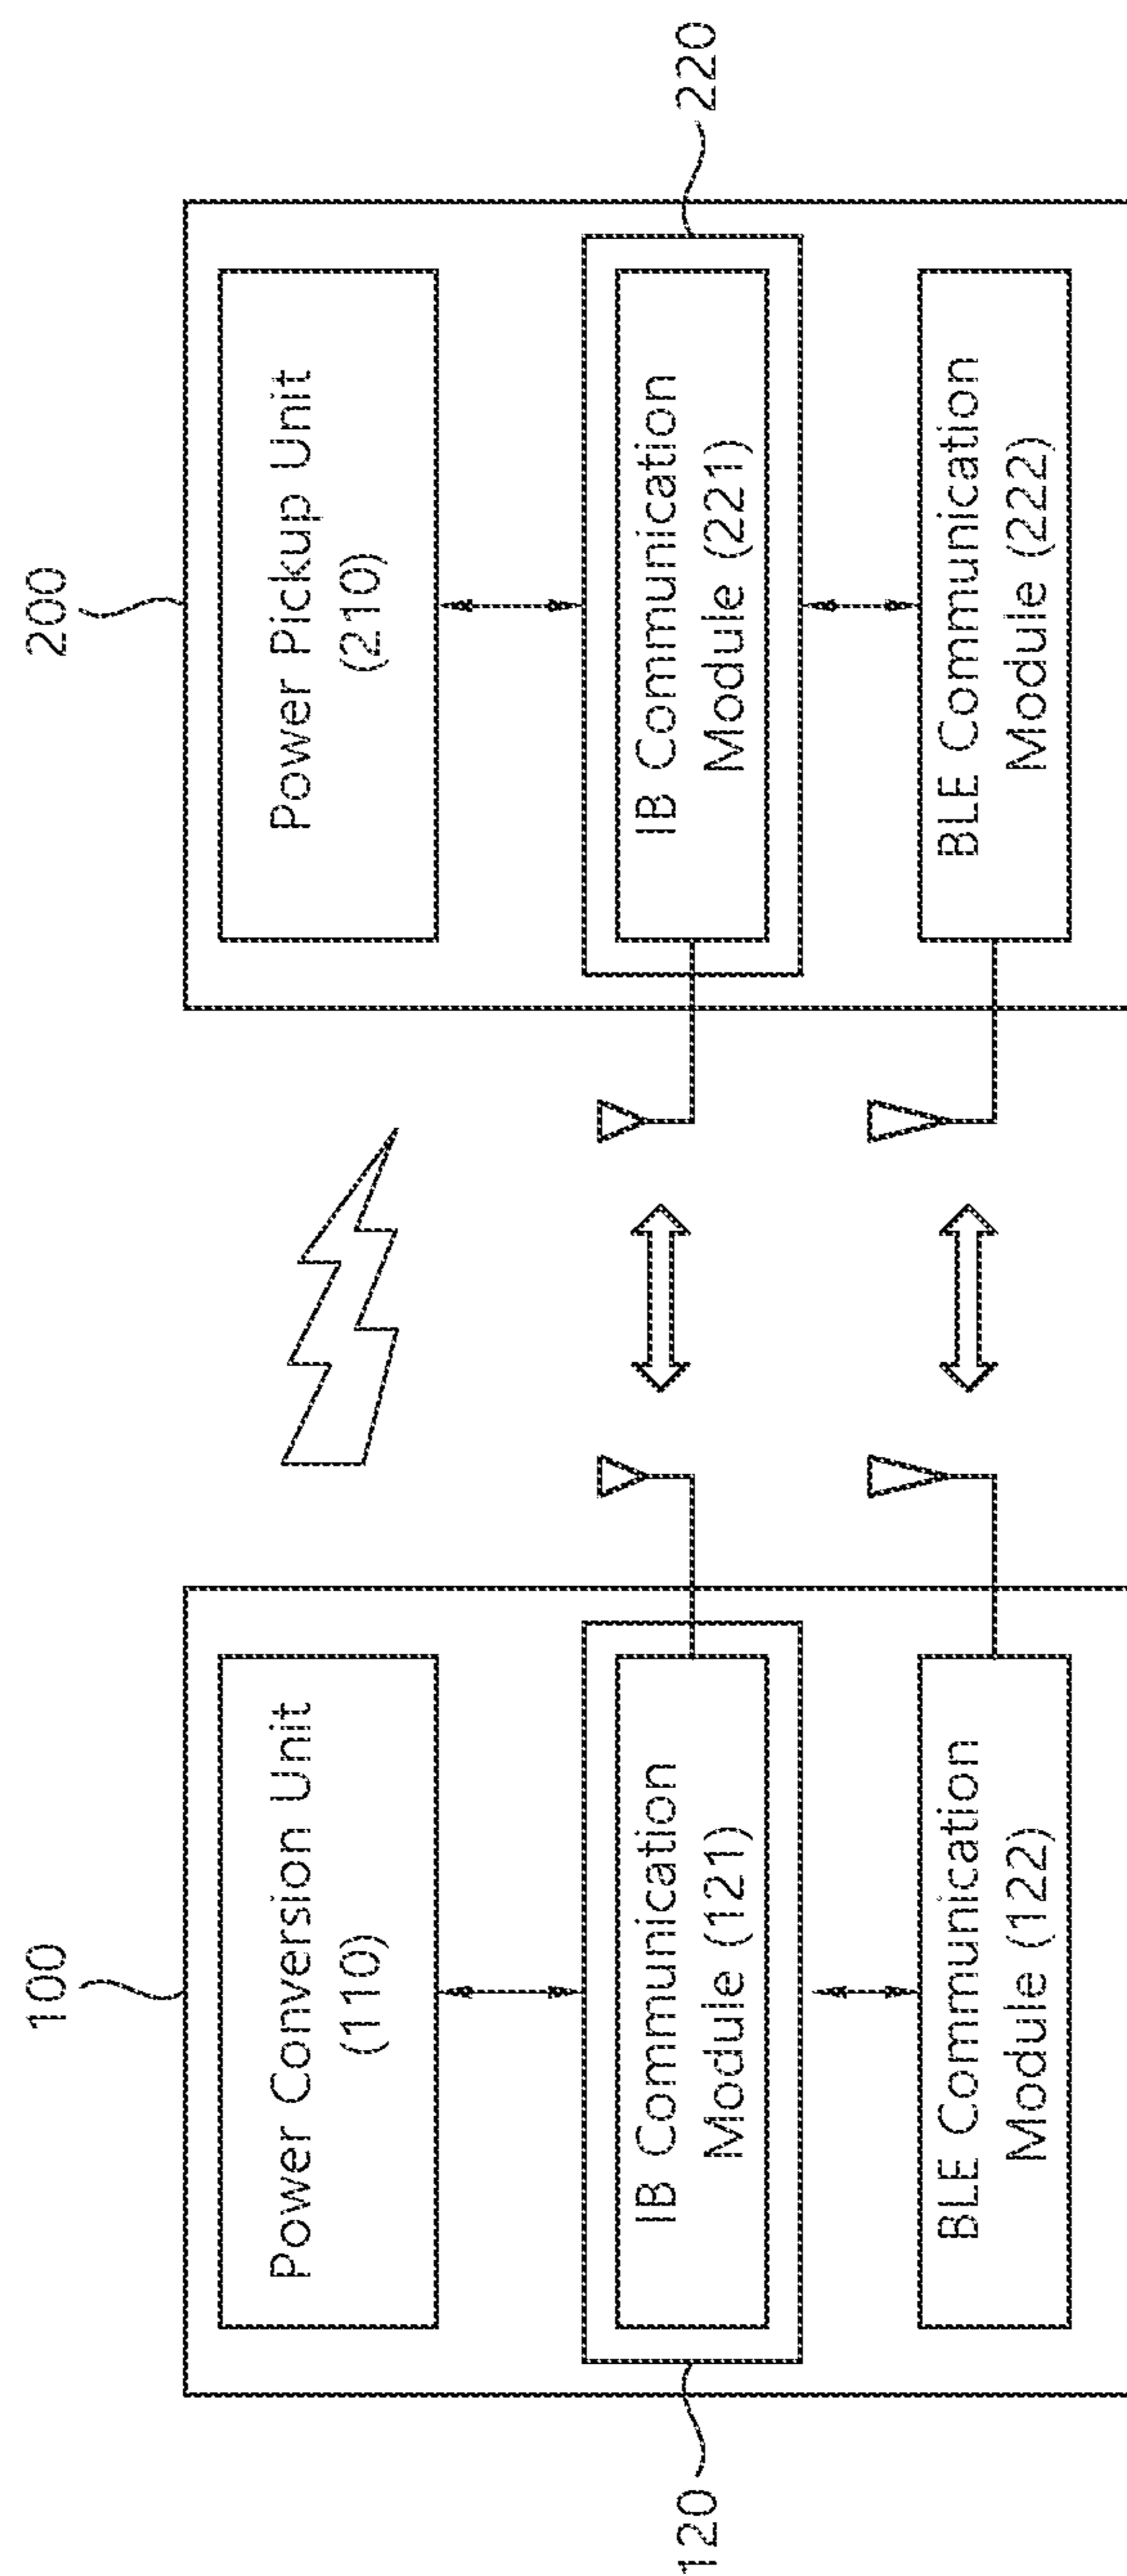 100
200
Power Conversion Unit
(110)
Power Pickup Unit
(210)
120
IB Communication
Module (121)
IB Communication
Module (221)
220
BLE Communication
Module (122)
BLE Communication
Module (222)